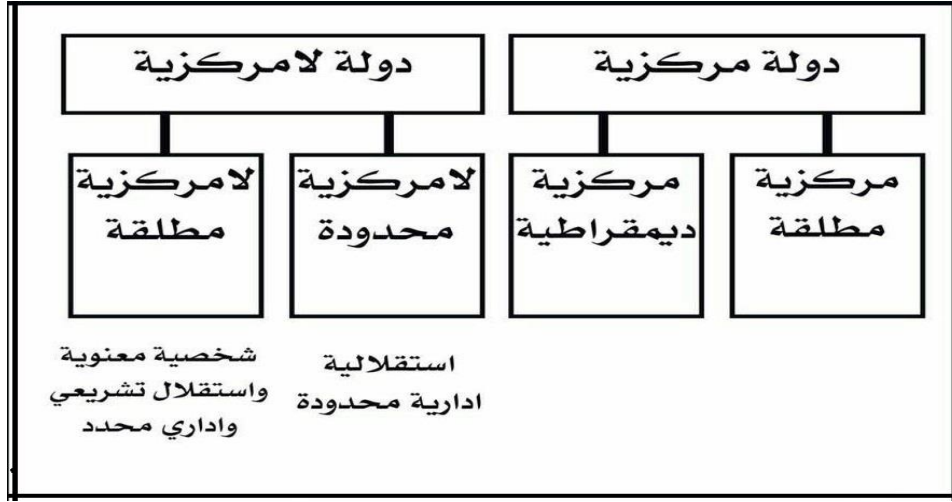 دولة مركزية
دولة لامركزية
مركزية
مطلقة
مركزية
ديمقراطية
لامركزية
محدودة
لامركزية
مطلقة
استقلالية
ادارية محدودة
شخصية معنوية
واستقلال تشريعي
واداري محدد